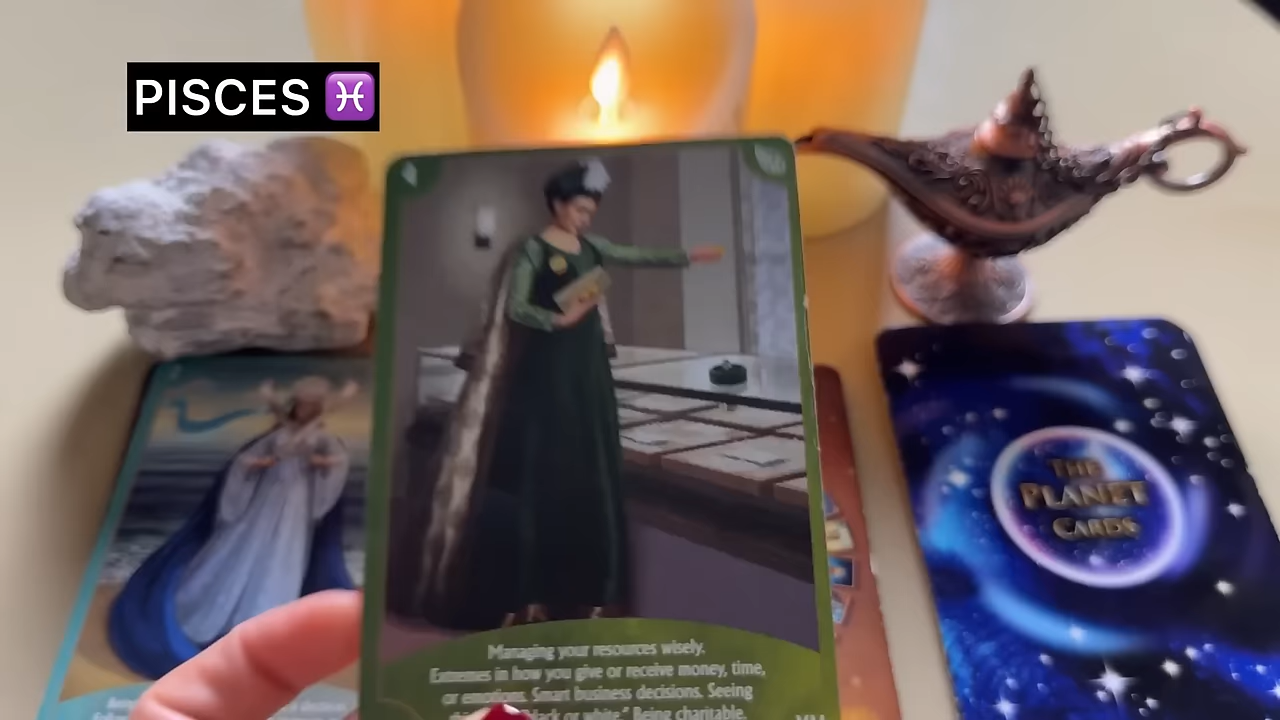 PISCES ♓
THE
PLANET
CARDS
Managing your resources wisely.
Extremes in how you give or receive money, time,
or emotions. Smart business decisions. Seeing
black or white." Being charitable.